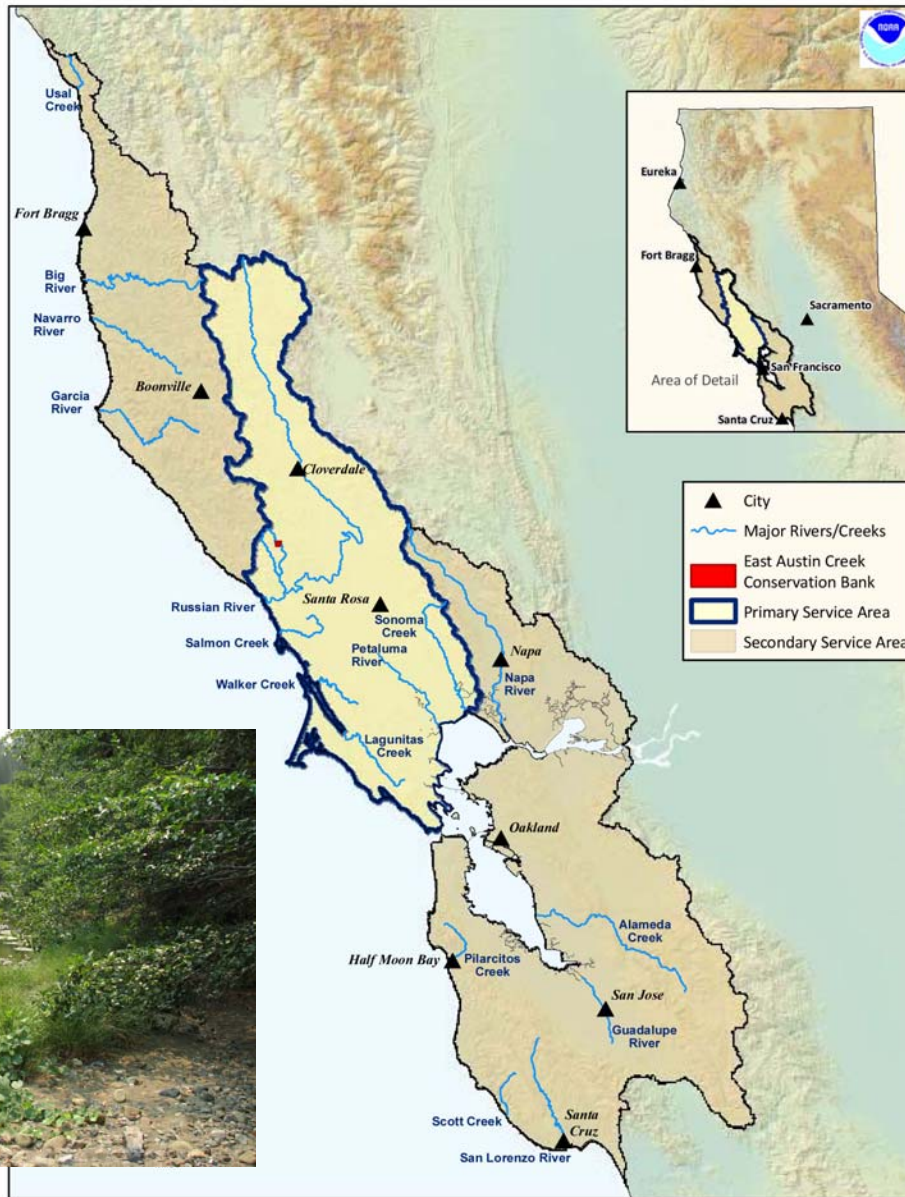 NOAA
Usal
Creek
Fort Bragg
Big
River
Navarro
River
Boonville
Garcia
River
Cloverdale
Russian River
Santa Rosa
Sonoma
Creek
Salmon Creek
Petaluma
River
Napa
Napa
River
Walker Creek
Lagunitas
Creek
Oakland
Alameda
Creek
Half Moon Bay
Pilarcitos
Creek
San Jose
Guadalupe
River
Scott Creek
Santa
Cruz
San Lorenzo River
Eureka
Fort Bragg
Sacramento
San Francisco
Area of Detail
Santa Cruz
City
Major Rivers/Creeks
East Austin Creek
Conservation Bank
Primary Service Area
Secondary Service Area